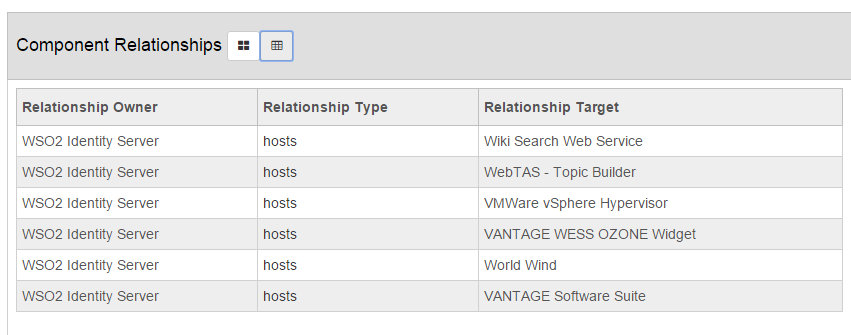 Component Relationships
Relationship Owner Relationship Type Relationship Target
WSO2 Identity Server hosts Wiki Search Web Service
WSO2 Identity Server hosts WebTAS - Topic Builder
WSO2 Identity Server hosts VMWare vSphere Hypervisor
WSO2 Identity Server hosts VANTAGE WESS OZONE Widget
WSO2 Identity Server hosts World Wind
WSO2 Identity Server hosts VANTAGE Software Suite